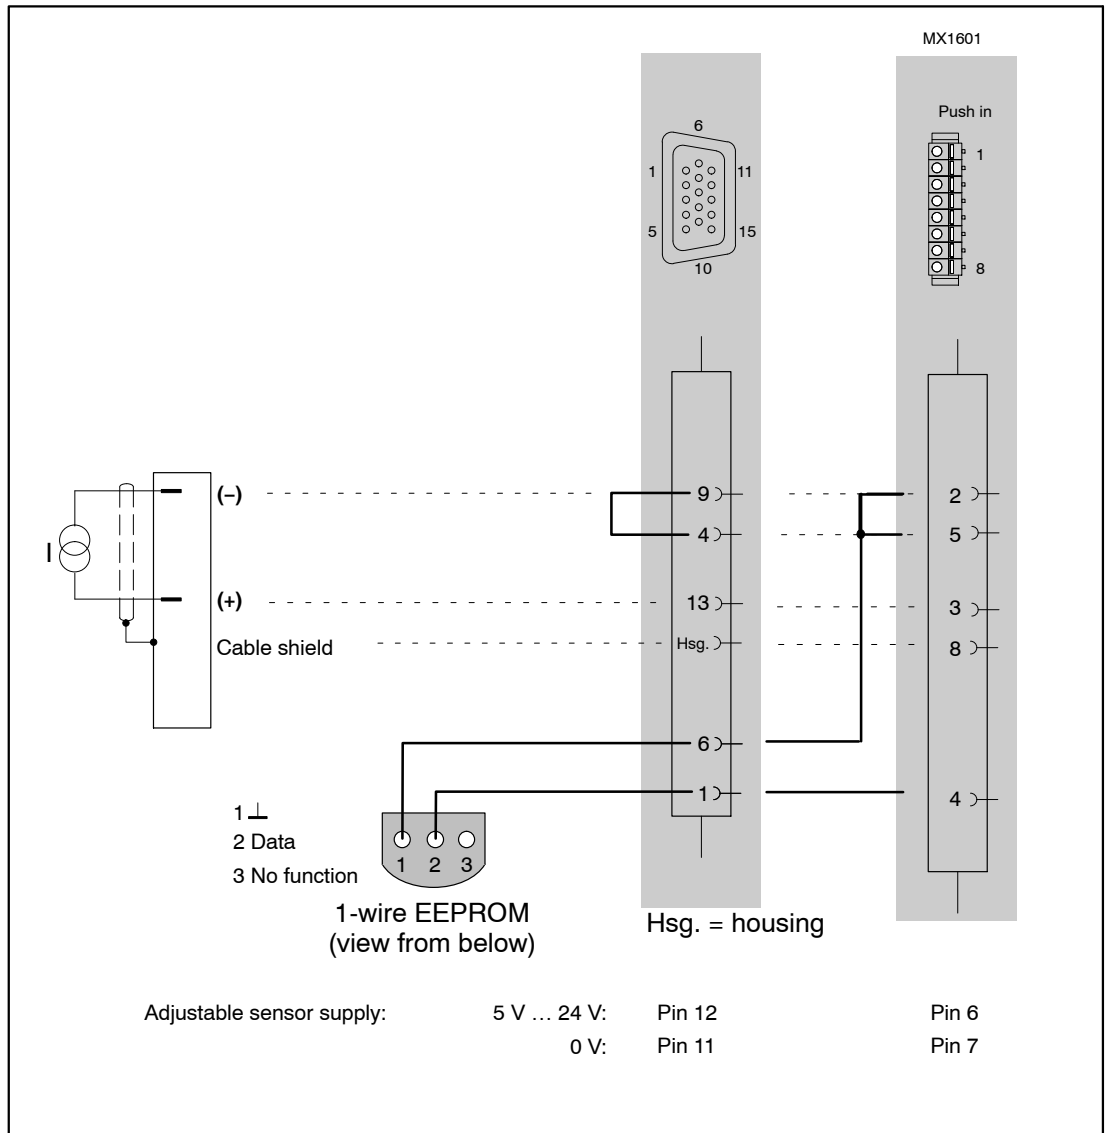 MX1601
Push in
6
1
11
5
15
10
1
8
(–)
9
2
4
5
I
(+)
13
3
Cable shield
Hsg.
8
6
1
4
1 ⊥
2 Data
3 No function
1 2 3
1-wire EEPROM
(view from below)
Hsg. = housing
Adjustable sensor supply: 5 V … 24 V: Pin 12 Pin 6
0 V: Pin 11 Pin 7